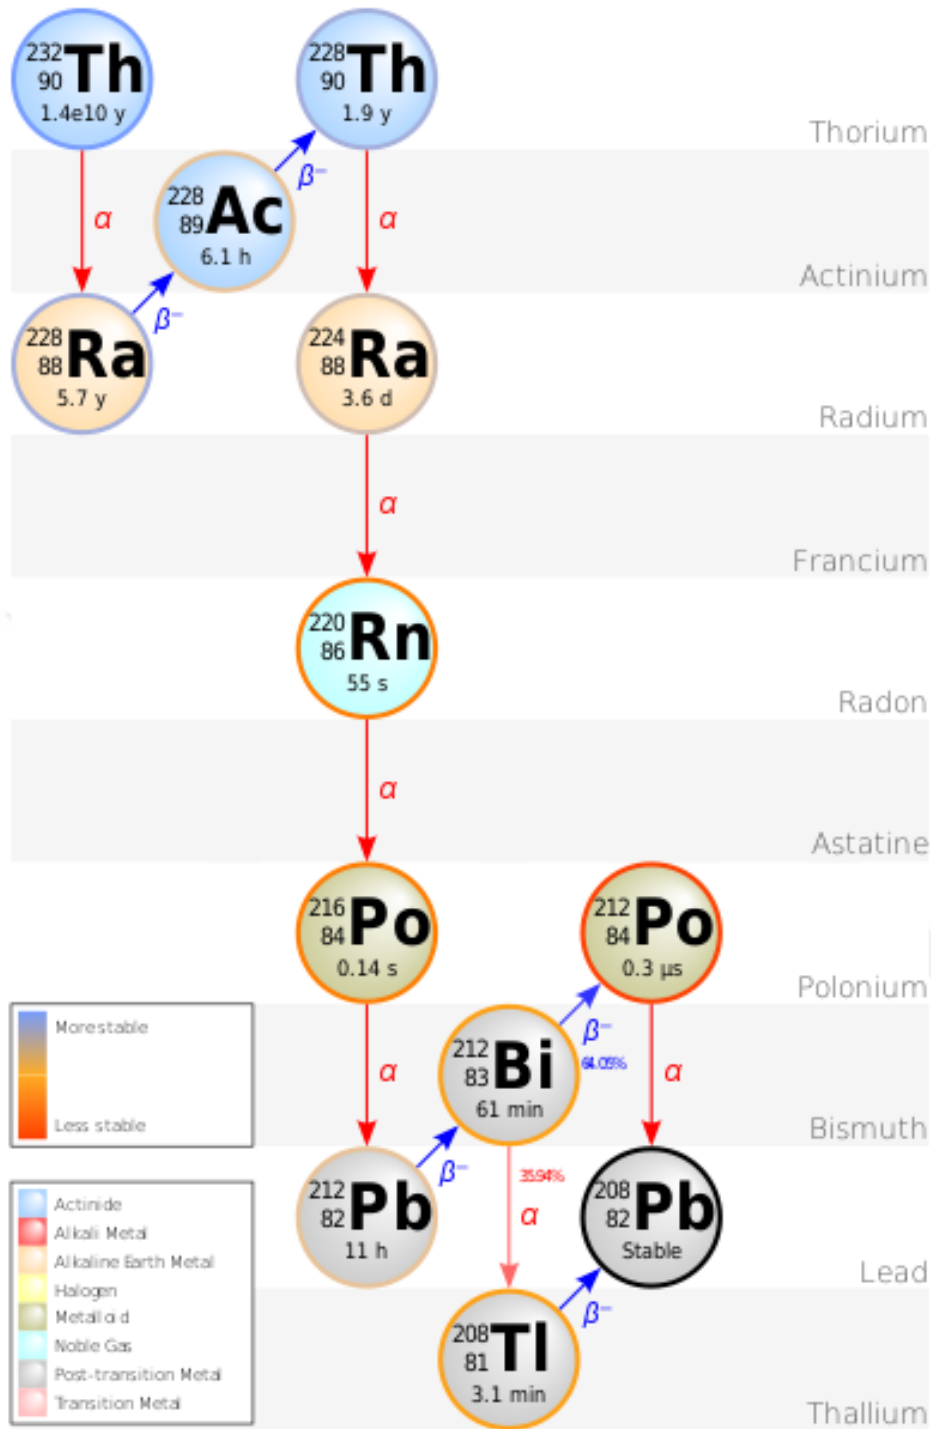 232
90
Th
1.4e10 y
228
90
Th
1.9 y
Thorium
α
228
89
Ac
6.1 h
β⁻
α
Actinium
β⁻
228
88
Ra
5.7 y
224
88
Ra
3.6 d
Radium
α
Francium
220
86
Rn
55 s
Radon
α
Astatine
216
84
Po
0.14 s
212
84
Po
0.3 µs
Polonium
α
212
83
Bi
61 min
β⁻
64.05%
α
Bismuth
β⁻
212
82
Pb
11 h
35.94%
α
208
82
Pb
Stable
Lead
208
81
Tl
3.1 min
β⁻
Thallium
More stable
Less stable
Actinide
Alkali Metal
Alkaline Earth Metal
Halogen
Metalloid
Noble Gas
Post-transition Metal
Transition Metal